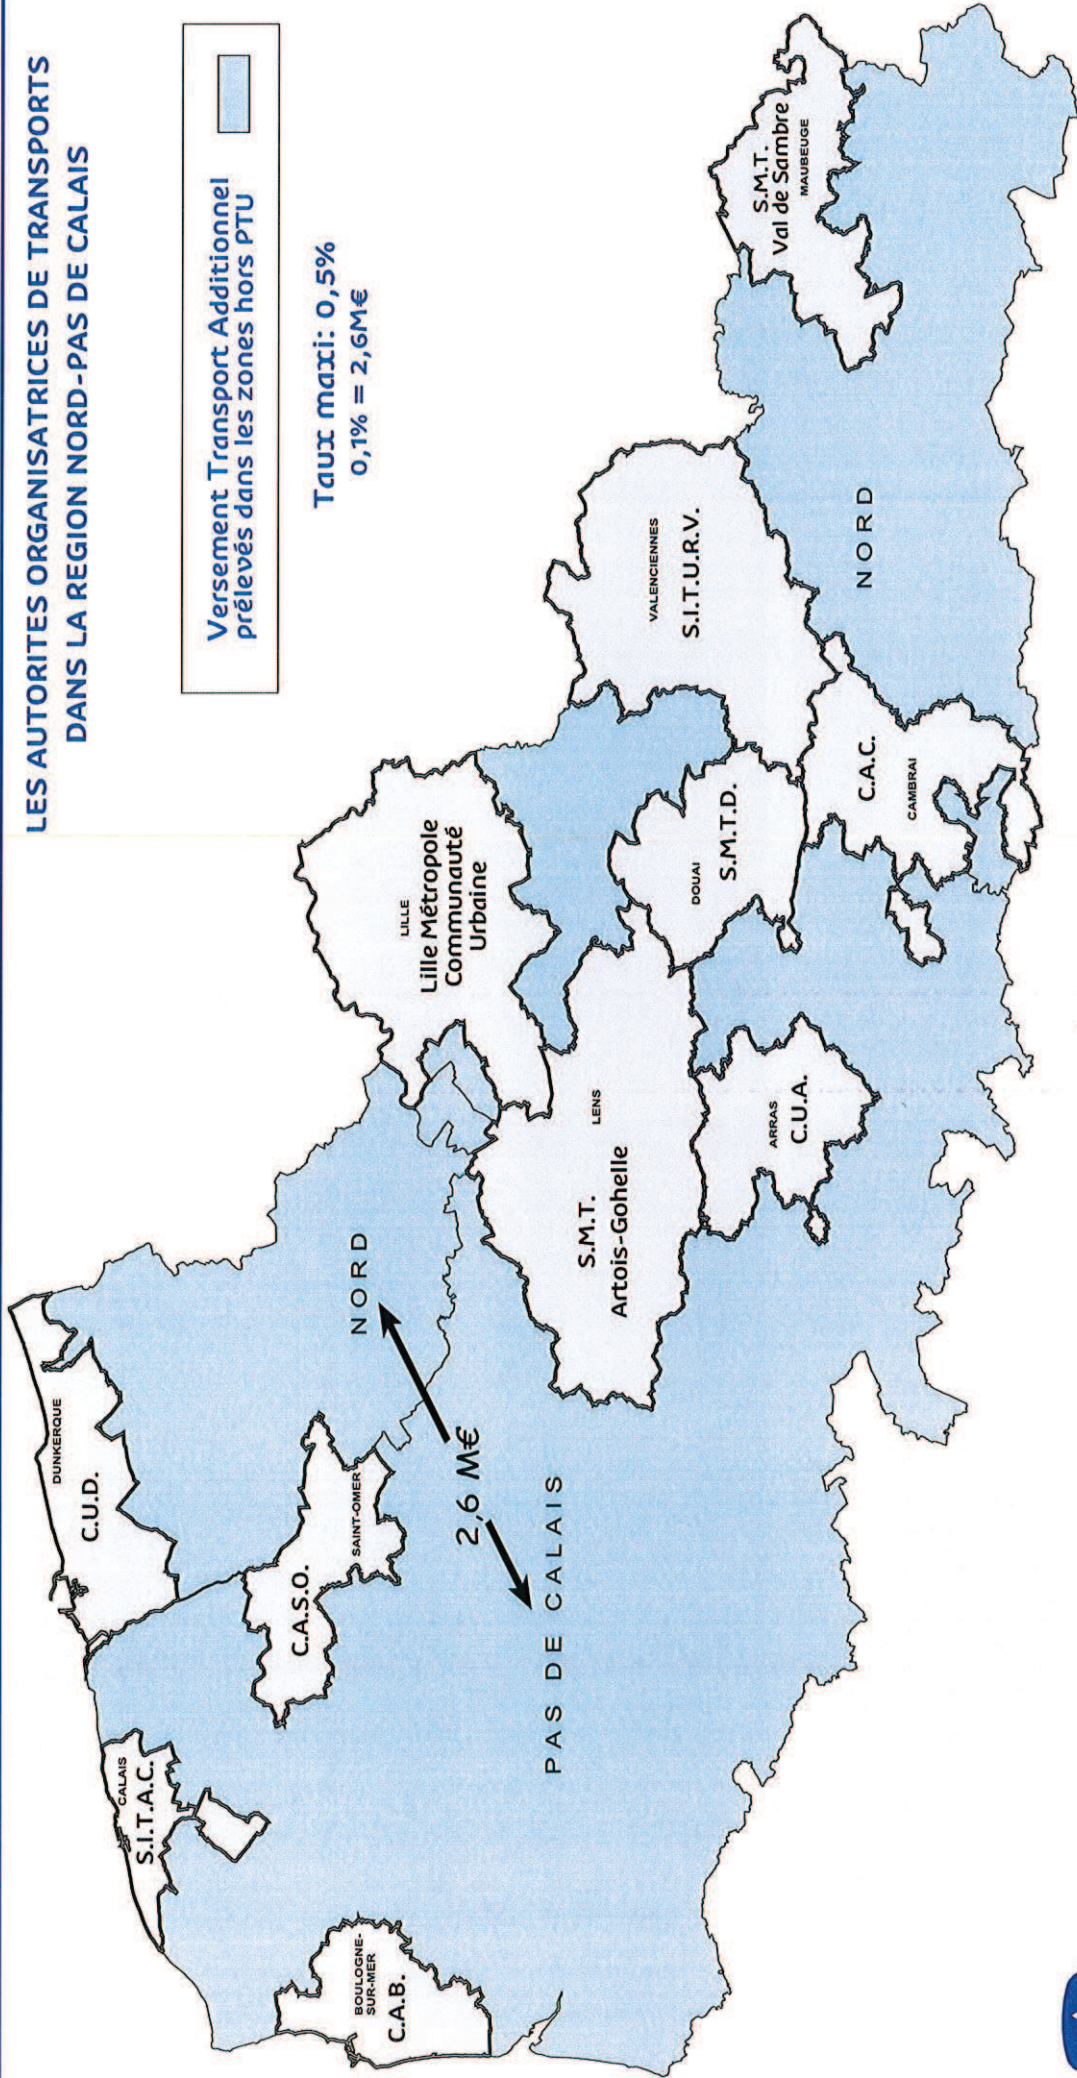 LES AUTORITES ORGANISATRICES DE TRANSPORTS
DANS LA REGION NORD-PAS DE CALAIS
Versement Transport Additionnel
prélevés dans les zones hors PTU
Taux maxi: 0,5%
0,1% = 2,6M€
DUNKERQUE
C.U.D.
CALAIS
S.I.T.A.C.
BOULOGNE-
SUR-MER
C.A.B.
C.A.S.O.
SAINT-OMER
NORD
2,6 M€
PAS DE CALAIS
LILLE
Lille Métropole
Communauté
Urbaine
LENS
S.M.T.
Artois-Gohelle
ARRAS
C.U.A.
DOUAI
S.M.T.D.
VALENCIENNES
S.I.T.U.R.V.
C.A.C.
CAMBRAI
NORD
S.M.T.
Val de Sambre
MAUBEUGE